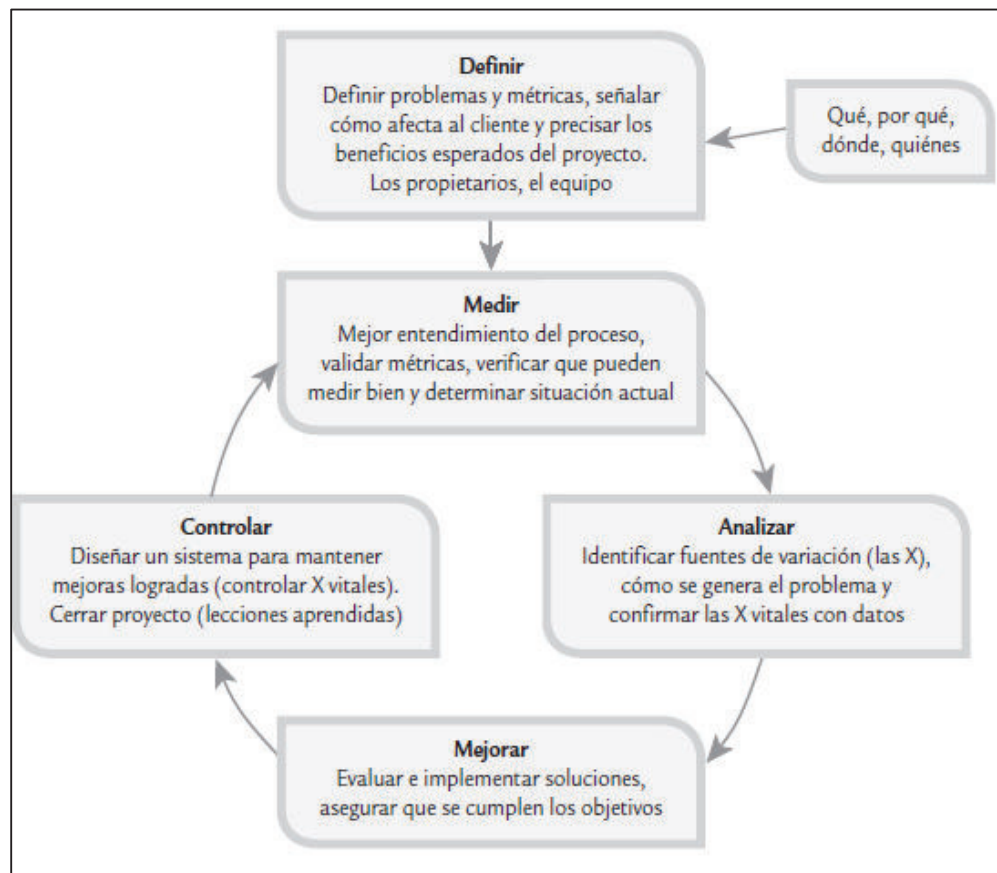 Definir
Definir problemas y métricas, señalar
cómo afecta al cliente y precisar los
beneficios esperados del proyecto.
Los propietarios, el equipo
Qué, por qué,
dónde, quiénes
Medir
Mejor entendimiento del proceso,
validar métricas, verificar que pueden
medir bien y determinar situación actual
Controlar
Diseñar un sistema para mantener
mejoras logradas (controlar X vitales).
Cerrar proyecto (lecciones aprendidas)
Analizar
Identificar fuentes de variación (las X),
cómo se genera el problema y
confirmar las X vitales con datos
Mejorar
Evaluar e implementar soluciones,
asegurar que se cumplen los objetivos